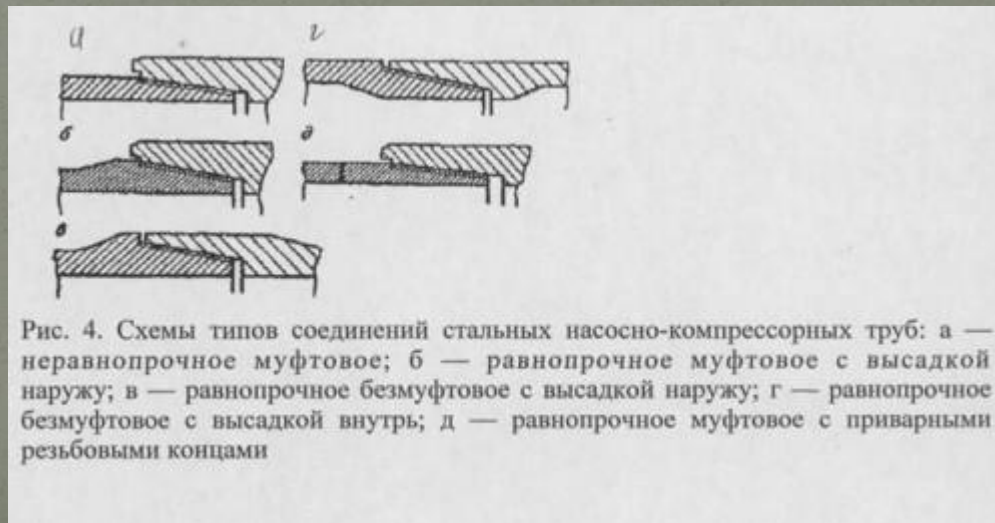 а
г
б
д
в
Рис. 4. Схемы типов соединений стальных насосно-компрессорных труб: а —
неравнопрочное муфтовое; б — равнопрочное муфтовое с высадкой
наружу; в — равнопрочное безмуфтовое с высадкой наружу; г — равнопрочное
безмуфтовое с высадкой внутрь; д — равнопрочное муфтовое с приварными
резьбовыми концами